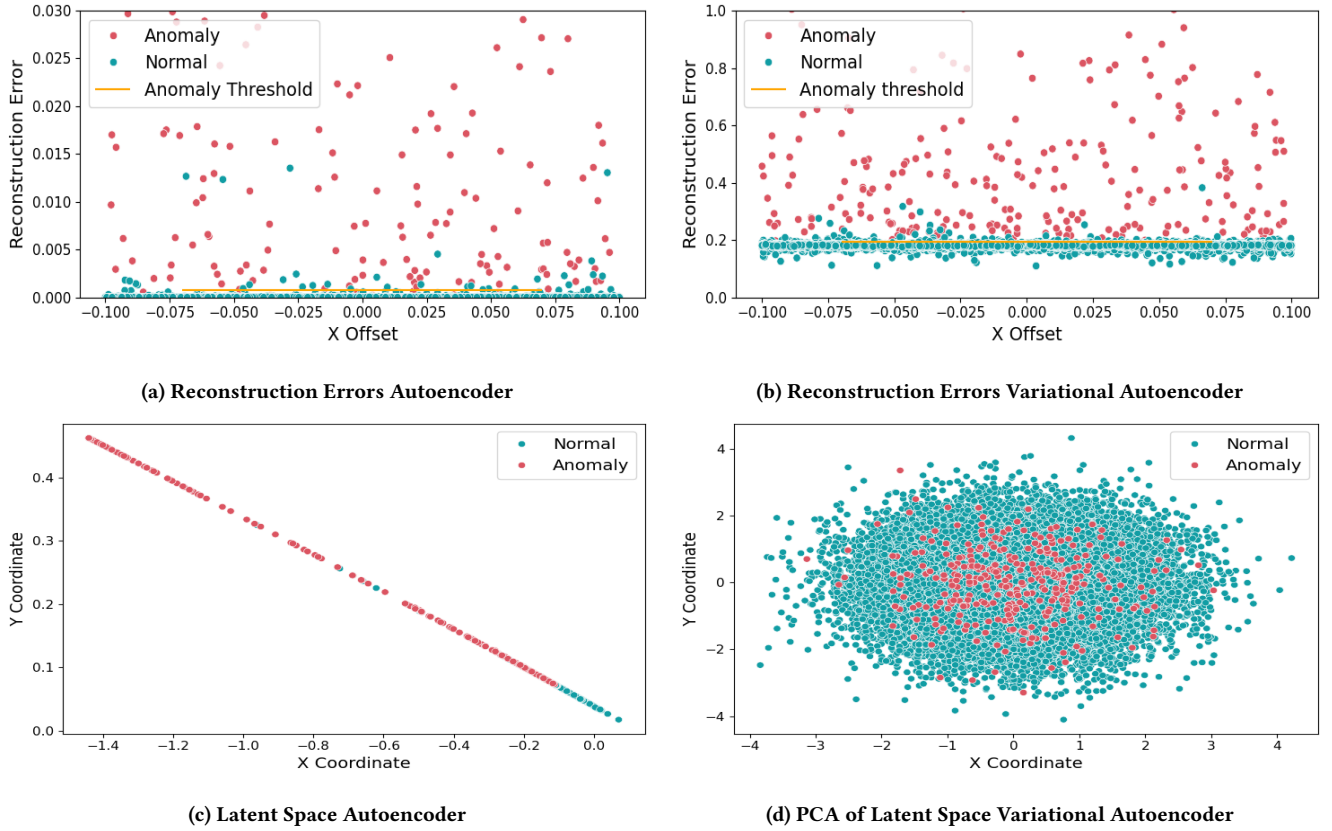 Reconstruction Error
0.030
0.025
0.020
0.015
0.010
0.005
0.000
Anomaly
Normal
Anomaly Threshold
−0.100 −0.075 −0.050 −0.025 0.000 0.025 0.050 0.075 0.100
X Offset
(a) Reconstruction Errors Autoencoder
Reconstruction Error
1.0
0.8
0.6
0.4
0.2
0.0
Anomaly
Normal
Anomaly threshold
−0.100 −0.075 −0.050 −0.025 0.000 0.025 0.050 0.075 0.100
X Offset
(b) Reconstruction Errors Variational Autoencoder
Y Coordinate
0.4
0.3
0.2
0.1
0.0
Normal
Anomaly
−1.4 −1.2 −1.0 −0.8 −0.6 −0.4 −0.2 0.0
X Coordinate
(c) Latent Space Autoencoder
Y Coordinate
4
2
0
−2
−4
Normal
Anomaly
−4 −3 −2 −1 0 1 2 3 4
X Coordinate
(d) PCA of Latent Space Variational Autoencoder